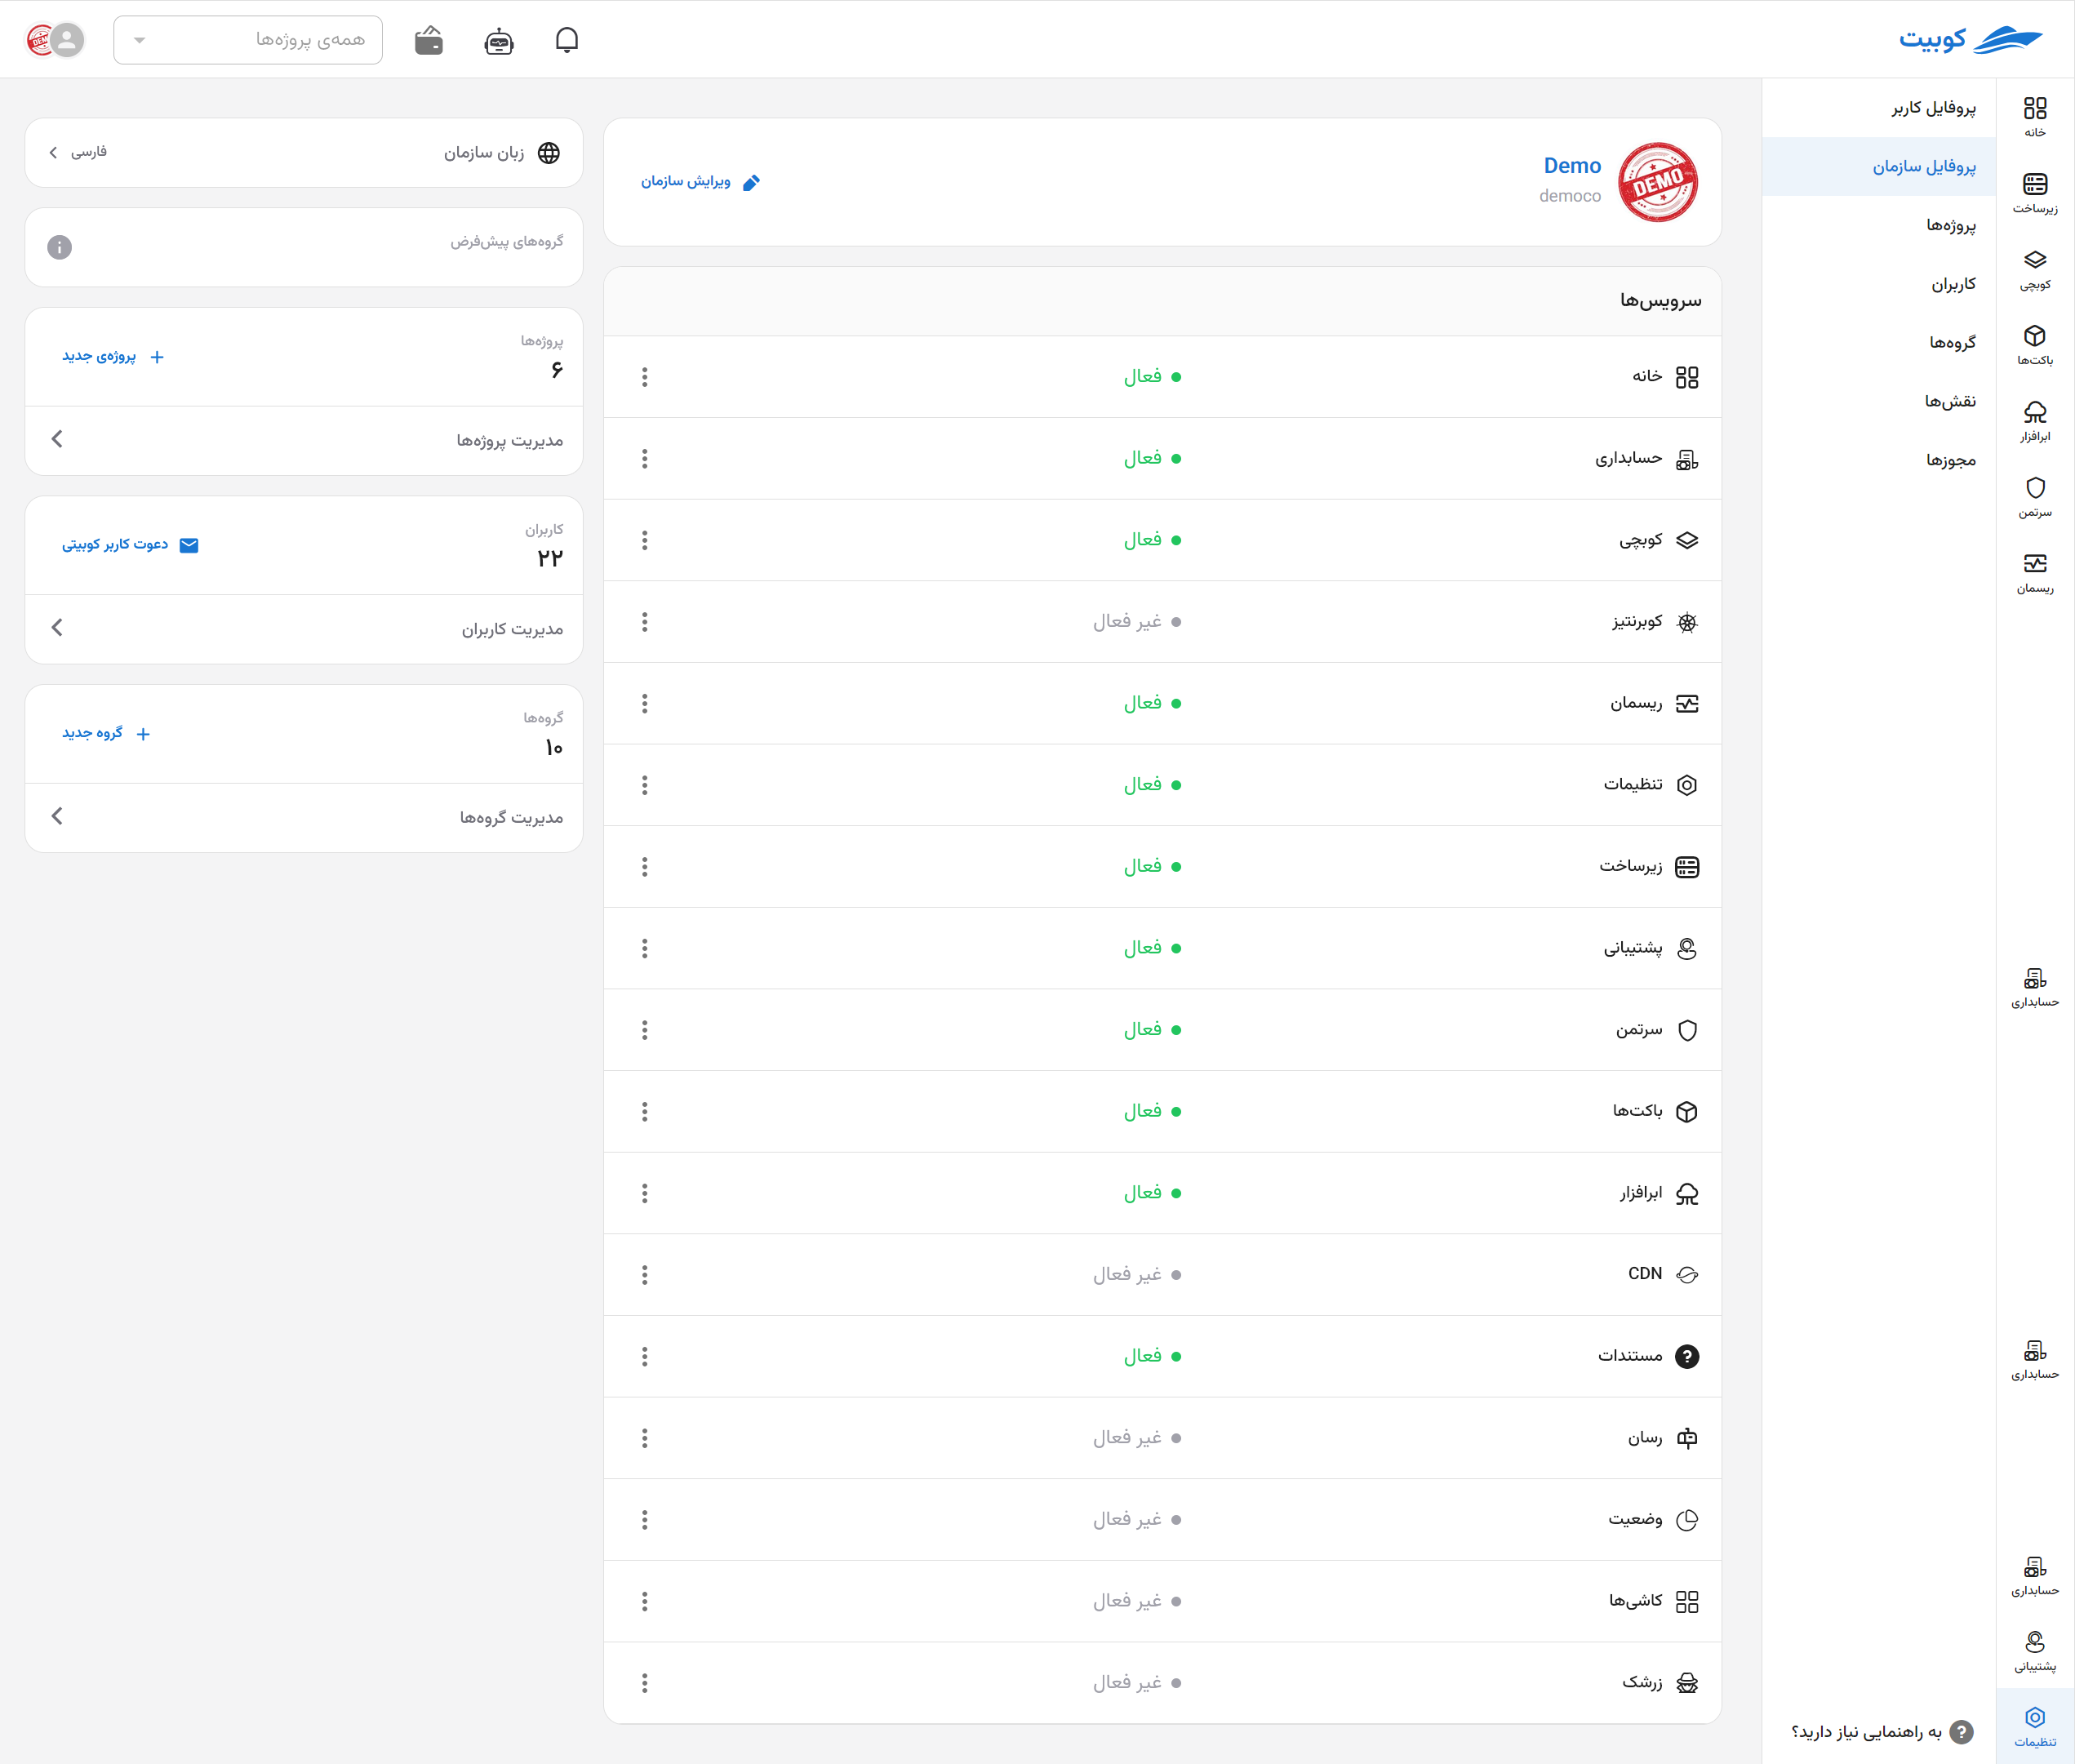 کوبیت
همه‌ی پروژه‌ها
DEMO
خانه
زیرساخت
کوبچی
باکت‌ها
ابرافزار
سرتمن
ریسمان
حسابداری
حسابداری
حسابداری
پشتیبانی
تنظیمات
پروفایل کاربر
پروفایل سازمان
پروژه‌ها
کاربران
گروه‌ها
نقش‌ها
مجوزها
به راهنمایی نیاز دارید؟
DEMO
Demo
democo
ویرایش سازمان
سرویس‌ها
خانه فعال
حسابداری فعال
کوبچی فعال
کوبرنتیز غیر فعال
ریسمان فعال
تنظیمات فعال
زیرساخت فعال
پشتیبانی فعال
سرتمن فعال
باکت‌ها فعال
ابرافزار فعال
CDN غیر فعال
مستندات فعال
رسان غیر فعال
وضعیت غیر فعال
کاشی‌ها غیر فعال
زرشک غیر فعال
زبان سازمان فارسی
گروه‌های پیش‌فرض
پروژه‌ها
۶
پروژه‌ی جدید
مدیریت پروژه‌ها
کاربران
۲۲
دعوت کاربر کوبیتی
مدیریت کاربران
گروه‌ها
۱۰
گروه جدید
مدیریت گروه‌ها